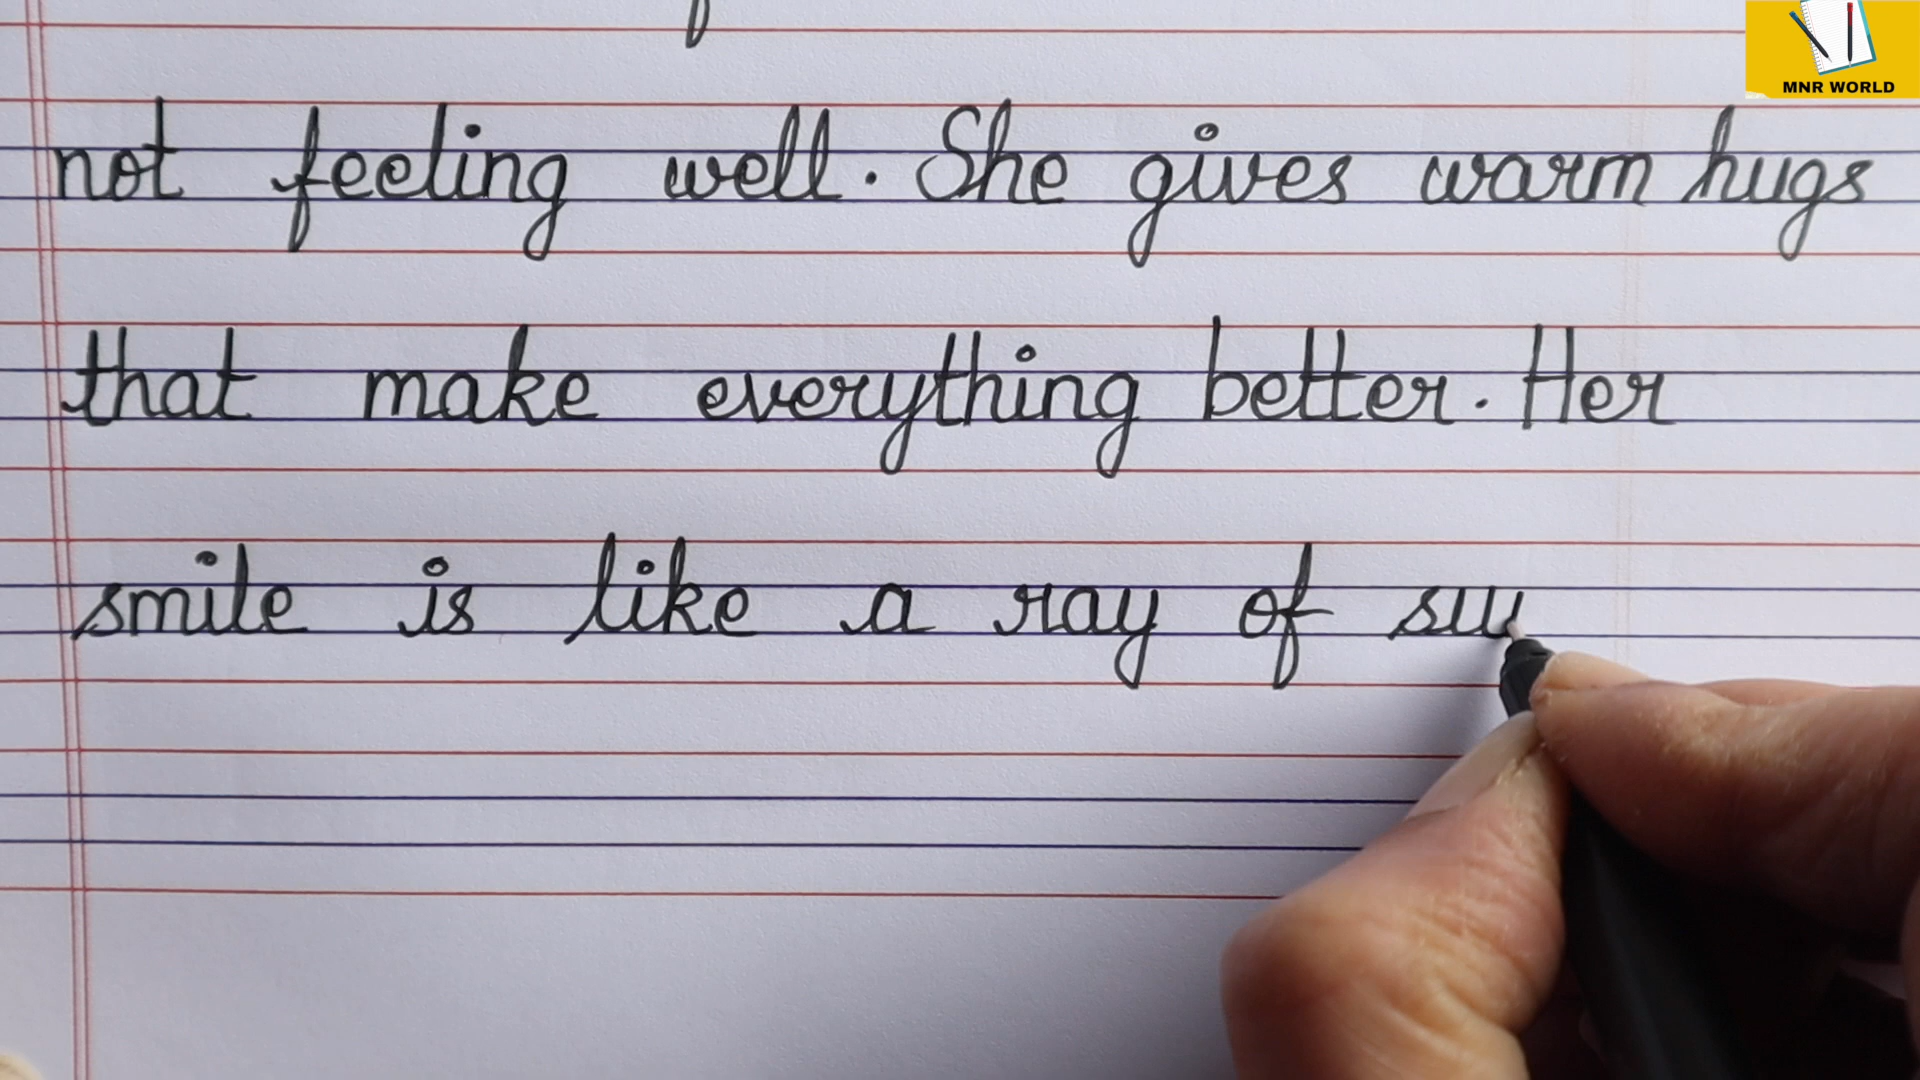 MNR WORLD
not feeling well. She gives warm hugs
that make everything better. Her
smile is like a ray of